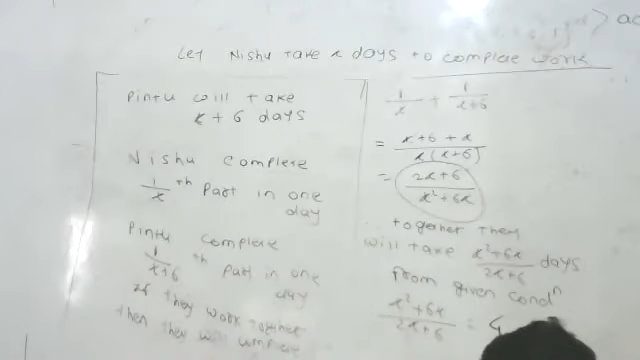 Let Nishu take x days to complete work
Pintu will take
x + 6 days
Nishu complete
1/x th part in one
day
Pintu complete
1/x+6 th part in one
day
if they work together
then they will complete
1/x + 1/x+6
= x+6+x / x(x+6)
= 2x+6 / x²+6x
together they
will take x²+6x / 2x+6 days
From given condⁿ
x²+6x / 2x+6 = 4